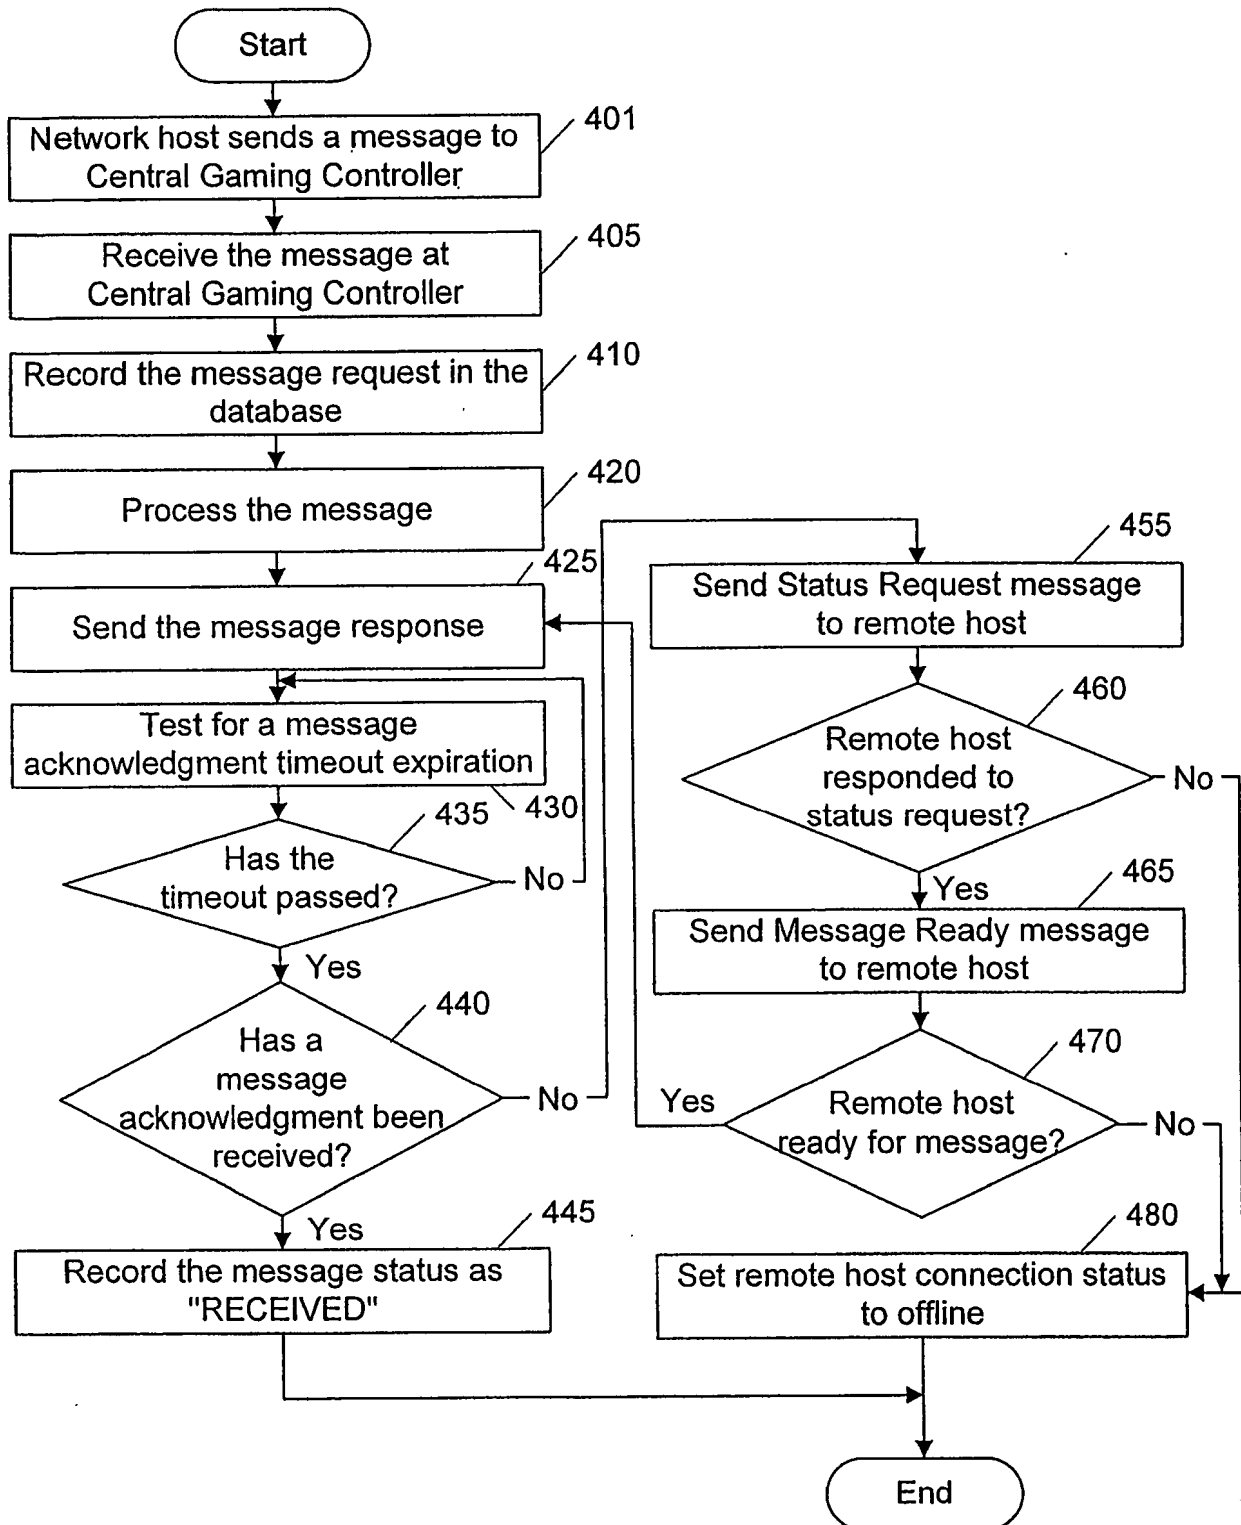 Start
Network host sends a message to
Central Gaming Controller
401
Receive the message at
Central Gaming Controller
405
Record the message request in the
database
410
Process the message
420
Send the message response
425
Test for a message
acknowledgment timeout expiration
430
Has the
timeout passed?
435
No
Yes
Has a
message
acknowledgment been
received?
440
No
Yes
Record the message status as
"RECEIVED"
445
Send Status Request message
to remote host
455
Remote host
responded to
status request?
460
No
Yes
Send Message Ready message
to remote host
465
Remote host
ready for message?
470
Yes
No
Set remote host connection status
to offline
480
End